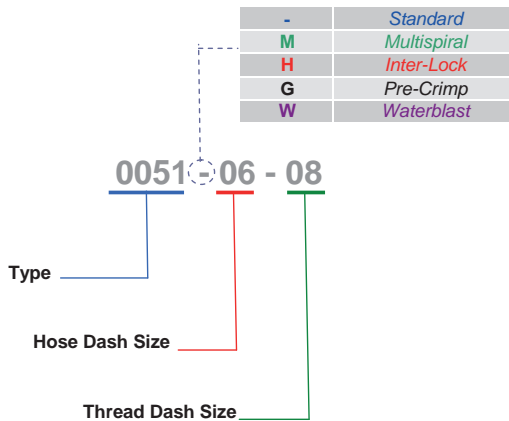 - Standard
M Multispiral
H Inter-Lock
G Pre-Crimp
W Waterblast
0051 - 06 - 08
Type
Hose Dash Size
Thread Dash Size